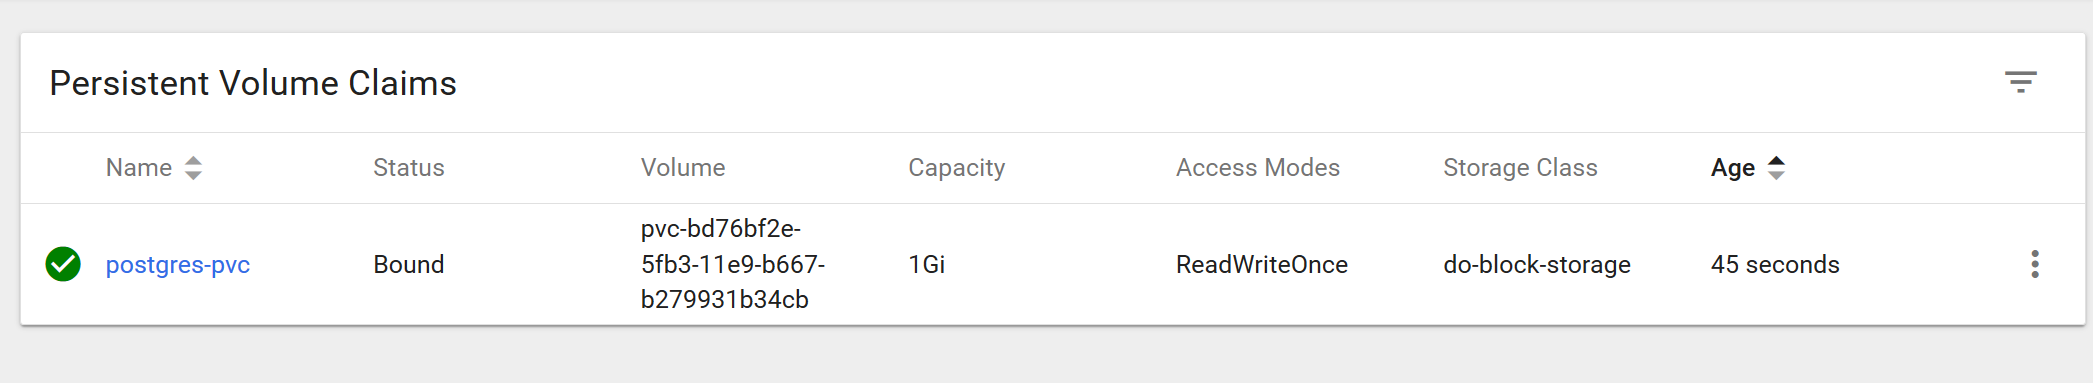 Persistent Volume Claims
Name Status Volume Capacity Access Modes Storage Class Age
postgres-pvc Bound pvc-bd76bf2e-
5fb3-11e9-b667-
b279931b34cb 1Gi ReadWriteOnce do-block-storage 45 seconds